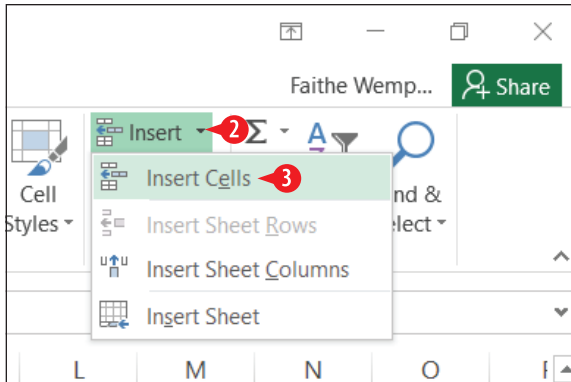 Faithe Wemp... Share
Insert 2 Σ A
Insert Cells 3
Cell nd &
Styles elect
Insert Sheet Rows
Insert Sheet Columns
Insert Sheet
L M N O